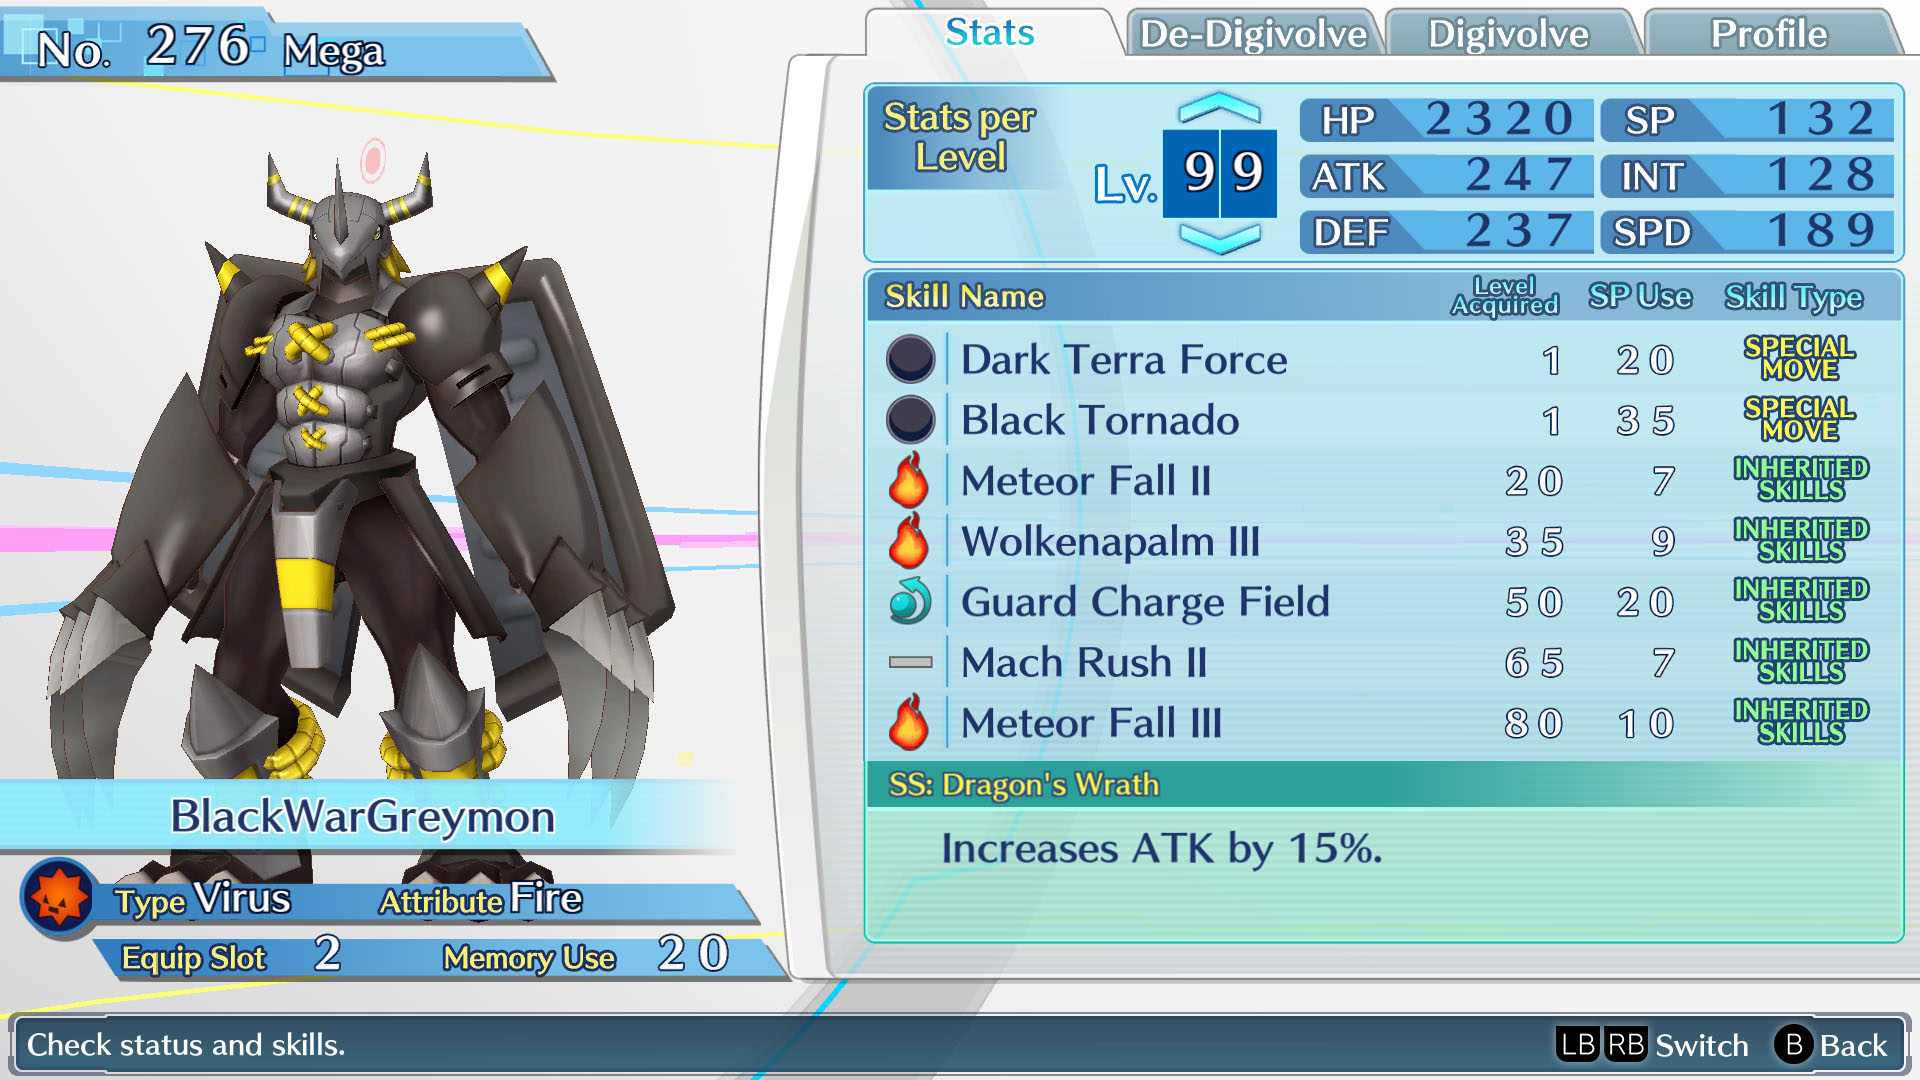 No. 276 Mega
Stats
De-Digivolve
Digivolve
Profile
Stats per
Level
Lv. 99
HP 2320
SP 132
ATK 247
INT 128
DEF 237
SPD 189
Skill Name
Level
Acquired
SP Use
Skill Type
Dark Terra Force 1 20 SPECIAL
MOVE
Black Tornado 1 35 SPECIAL
MOVE
Meteor Fall II 20 7 INHERITED
SKILLS
Wolkenapalm III 35 9 INHERITED
SKILLS
Guard Charge Field 50 20 INHERITED
SKILLS
Mach Rush II 65 7 INHERITED
SKILLS
Meteor Fall III 80 10 INHERITED
SKILLS
SS: Dragon's Wrath
Increases ATK by 15%.
BlackWarGreymon
Type Virus Attribute Fire
Equip Slot 2 Memory Use 20
Check status and skills.
LB RB Switch B Back